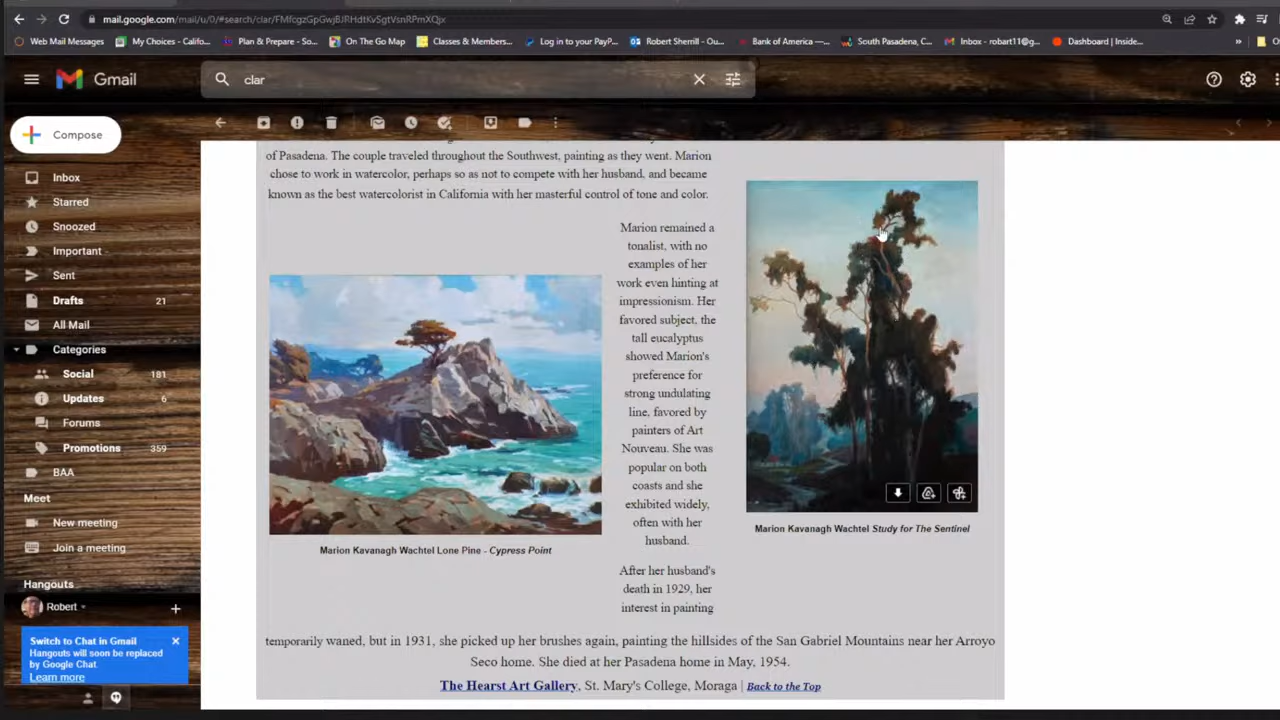 mail.google.com/mail/u/0/#search/clar/FMfcgzGpGwjBJRHdtKvSgtVsnRPmXQjx
Web Mail Messages
My Choices - Califo...
Plan & Prepare - So...
On The Go Map
Classes & Members...
Log in to your PayP...
Robert Sherrill - Ou...
Bank of America —...
South Pasadena, C...
Inbox - robart11@g...
Dashboard | Inside...
»
Gmail
clar
Compose
Inbox
Starred
Snoozed
Important
Sent
Drafts 21
All Mail
Categories
Social 181
Updates 6
Forums
Promotions 359
BAA
Meet
New meeting
Join a meeting
Hangouts
Robert
Switch to Chat in Gmail
Hangouts will soon be replaced
by Google Chat.
Learn more
of Pasadena. The couple traveled throughout the Southwest, painting as they went. Marion
chose to work in watercolor, perhaps so as not to compete with her husband, and became
known as the best watercolorist in California with her masterful control of tone and color.
Marion remained a
tonalist, with no
examples of her
work even hinting at
impressionism. Her
favored subject, the
tall eucalyptus
showed Marion's
preference for
strong undulating
line, favored by
painters of Art
Nouveau. She was
popular on both
coasts and she
exhibited widely,
often with her
husband.
Marion Kavanagh Wachtel Lone Pine - Cypress Point
Marion Kavanagh Wachtel Study for The Sentinel
After her husband's
death in 1929, her
interest in painting
temporarily waned, but in 1931, she picked up her brushes again, painting the hillsides of the San Gabriel Mountains near her Arroyo
Seco home. She died at her Pasadena home in May, 1954.
The Hearst Art Gallery, St. Mary's College, Moraga | Back to the Top